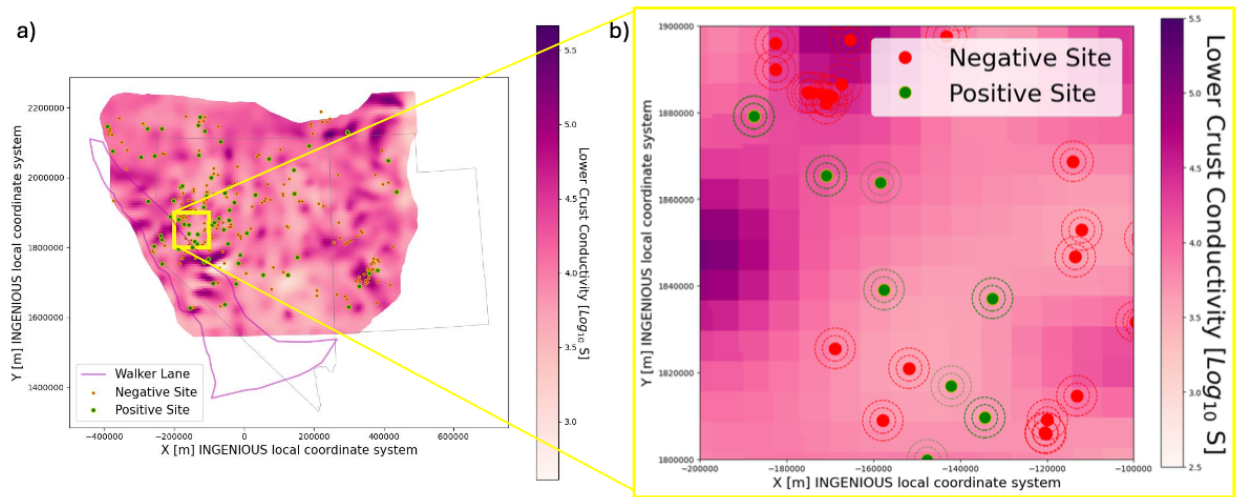 a)
5.5
5.0
4.5
4.0
3.5
3.0
Lower Crust Conductivity [Log10 S]
2200000
2000000
1800000
1600000
1400000
Y [m] INGENIOUS local coordinate system
Walker Lane
Negative Site
Positive Site
−400000 −200000 0 200000 400000 600000
X [m] INGENIOUS local coordinate system
b)
1900000
1880000
1860000
1840000
1820000
1800000
Y [m] INGENIOUS local coordinate system
Negative Site
Positive Site
−200000 −180000 −160000 −140000 −120000 −100000
X [m] INGENIOUS local coordinate system
5.5
5.0
4.5
4.0
3.5
3.0
2.5
Lower Crust Conductivity [Log10 S]